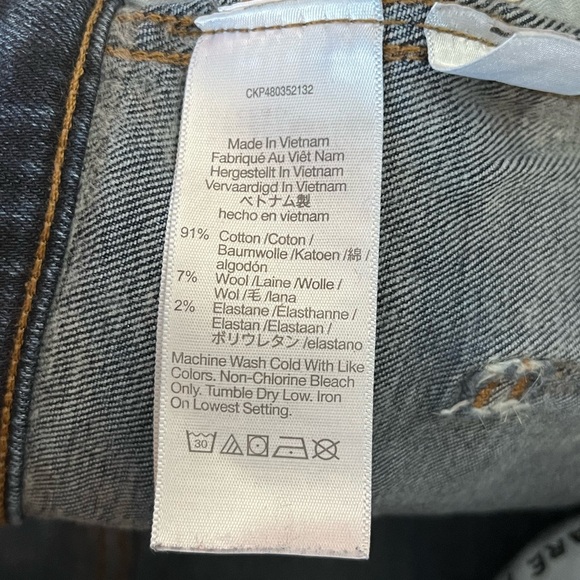 CKP480352132
Made In Vietnam
Fabriqué Au Viêt Nam
Hergestellt In Vietnam
Vervaardigd In Vietnam
ベトナム製
hecho en vietnam
91% Cotton /Coton /
Baumwolle /Katoen /綿 /
algodón
7% Wool /Laine /Wolle /
Wol /毛 /lana
2% Elastane /Élasthanne /
Elastan /Elastaan /
ポリウレタン /elastano
Machine Wash Cold With Like
Colors. Non-Chlorine Bleach
Only. Tumble Dry Low. Iron
On Lowest Setting.
30
ARE